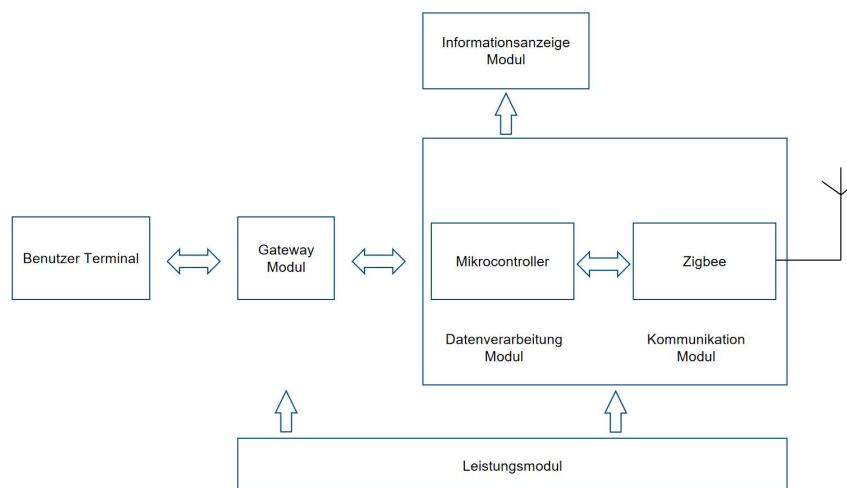 Informationsanzeige
Modul
Benutzer Terminal
Gateway
Modul
Mikrocontroller
Zigbee
Datenverarbeitung
Modul
Kommunikation
Modul
Leistungsmodul